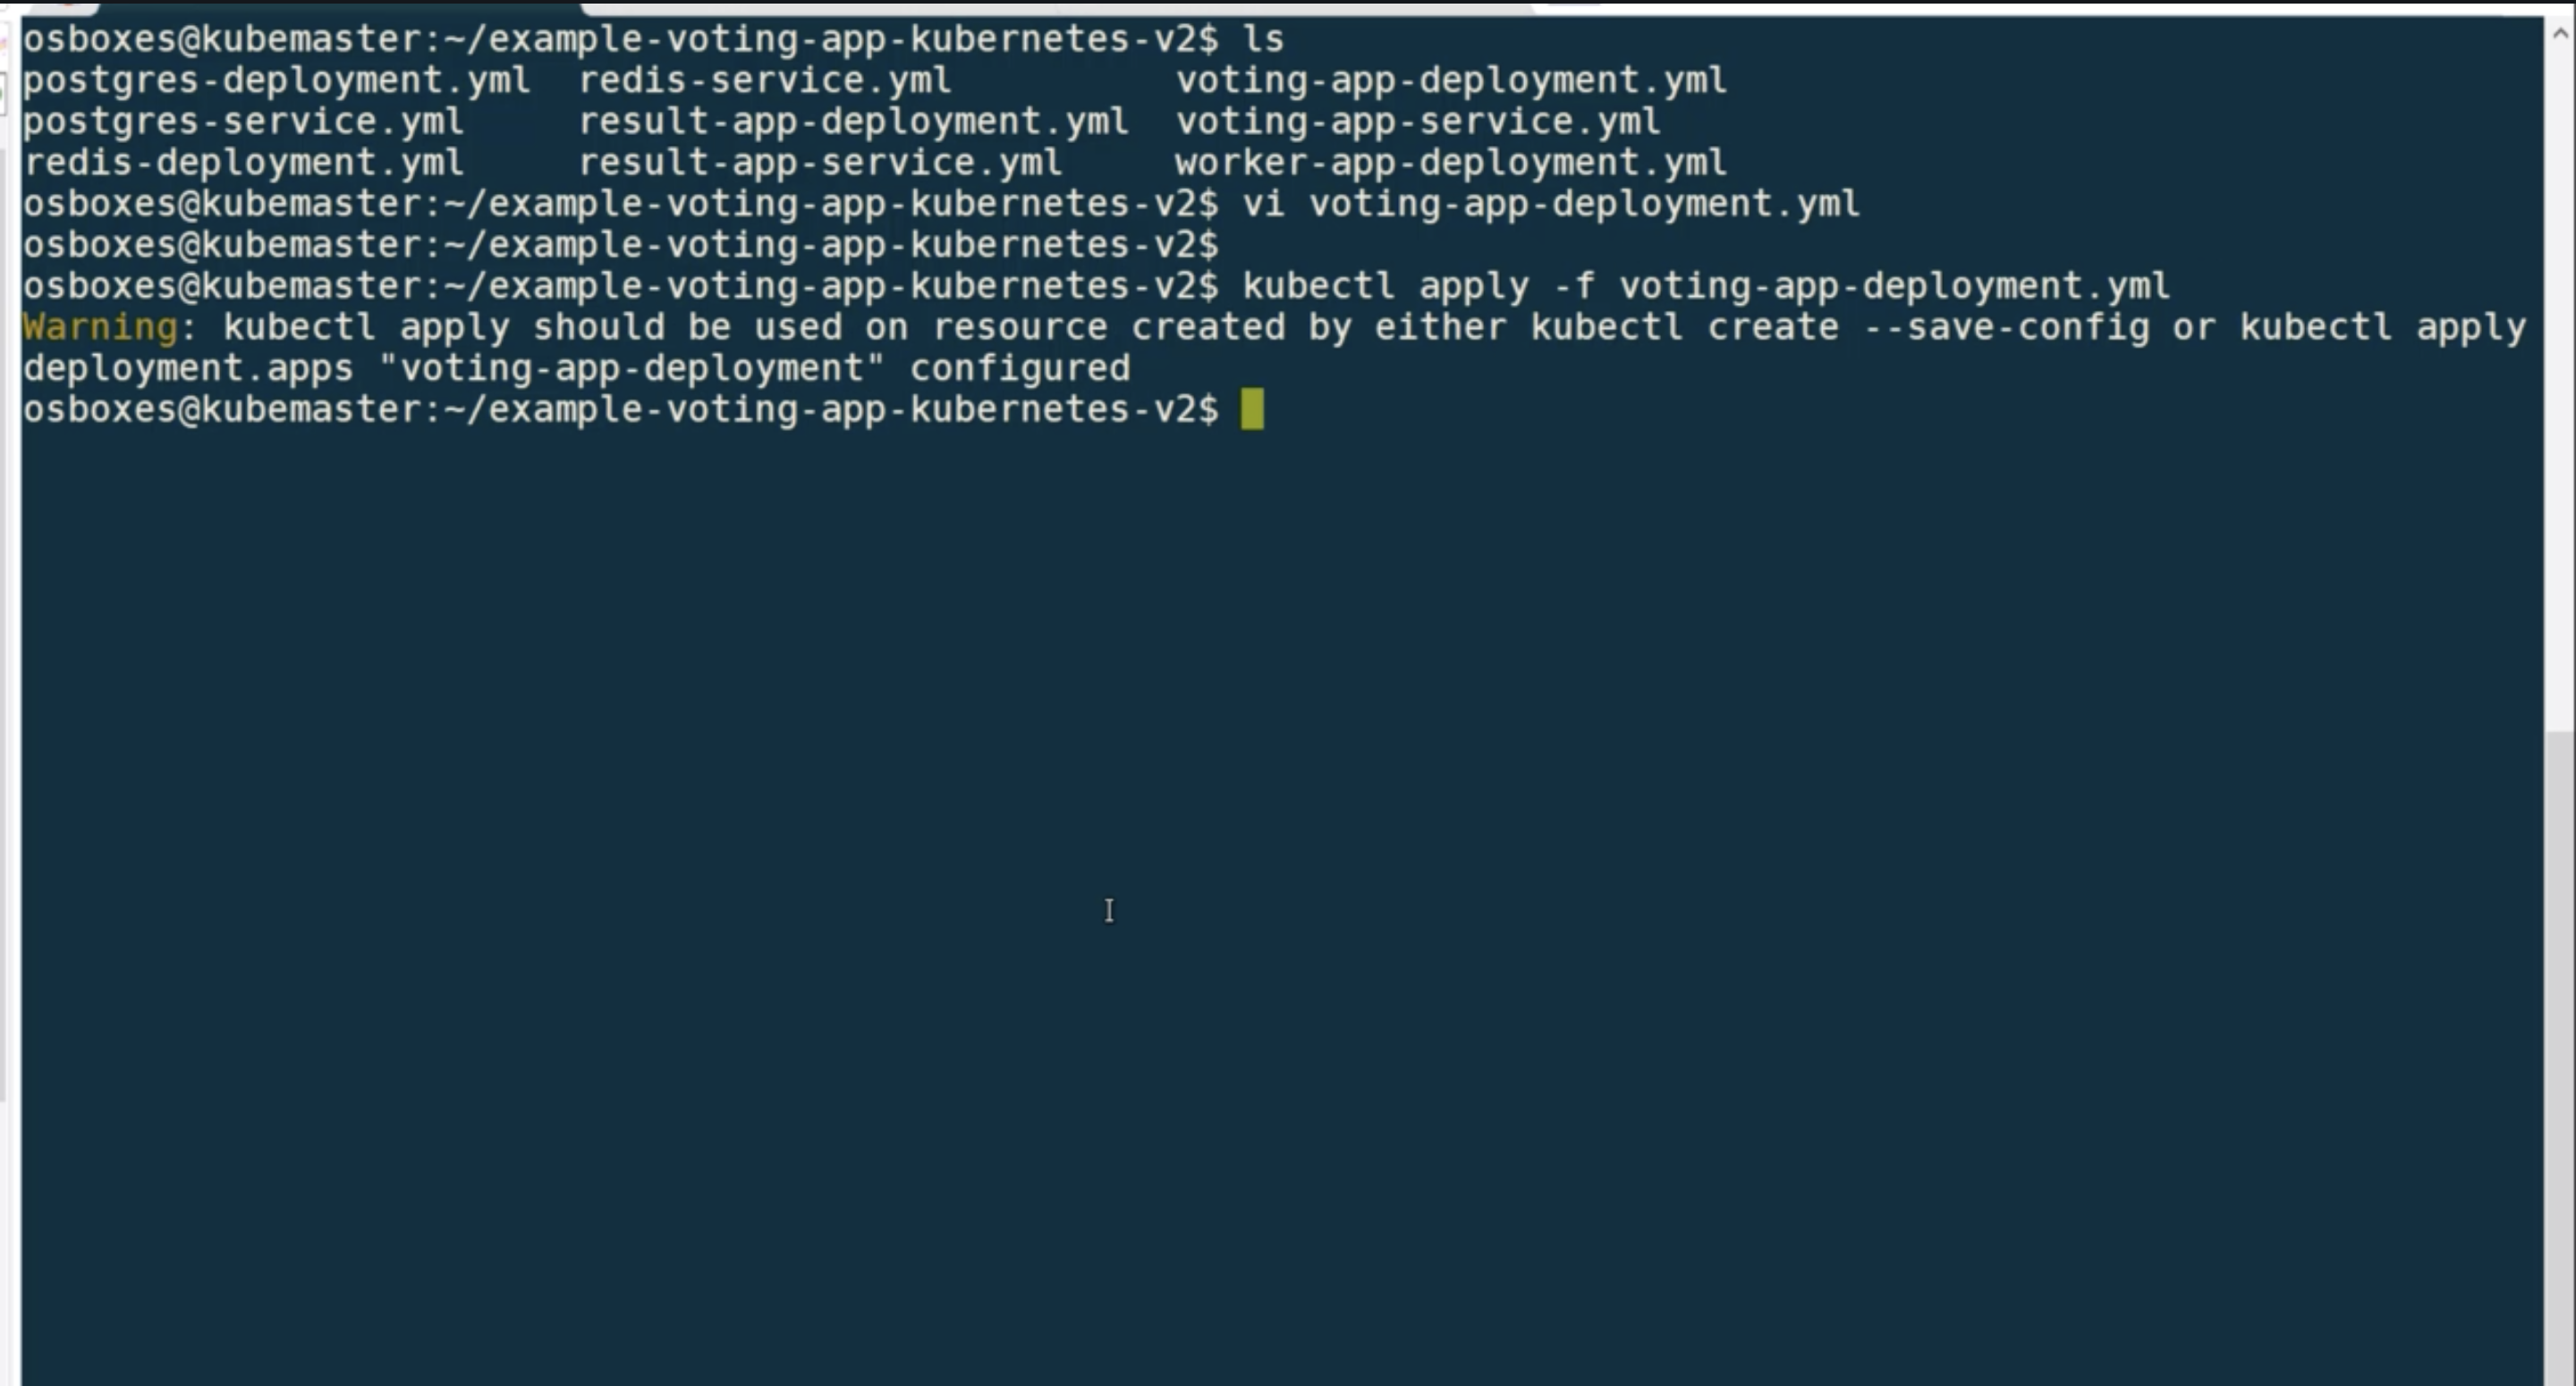 osboxes@kubemaster:~/example-voting-app-kubernetes-v2$ ls
postgres-deployment.yml  redis-service.yml          voting-app-deployment.yml
postgres-service.yml     result-app-deployment.yml  voting-app-service.yml
redis-deployment.yml     result-app-service.yml     worker-app-deployment.yml
osboxes@kubemaster:~/example-voting-app-kubernetes-v2$ vi voting-app-deployment.yml
osboxes@kubemaster:~/example-voting-app-kubernetes-v2$
osboxes@kubemaster:~/example-voting-app-kubernetes-v2$ kubectl apply -f voting-app-deployment.yml
Warning: kubectl apply should be used on resource created by either kubectl create --save-config or kubectl apply
deployment.apps "voting-app-deployment" configured
osboxes@kubemaster:~/example-voting-app-kubernetes-v2$